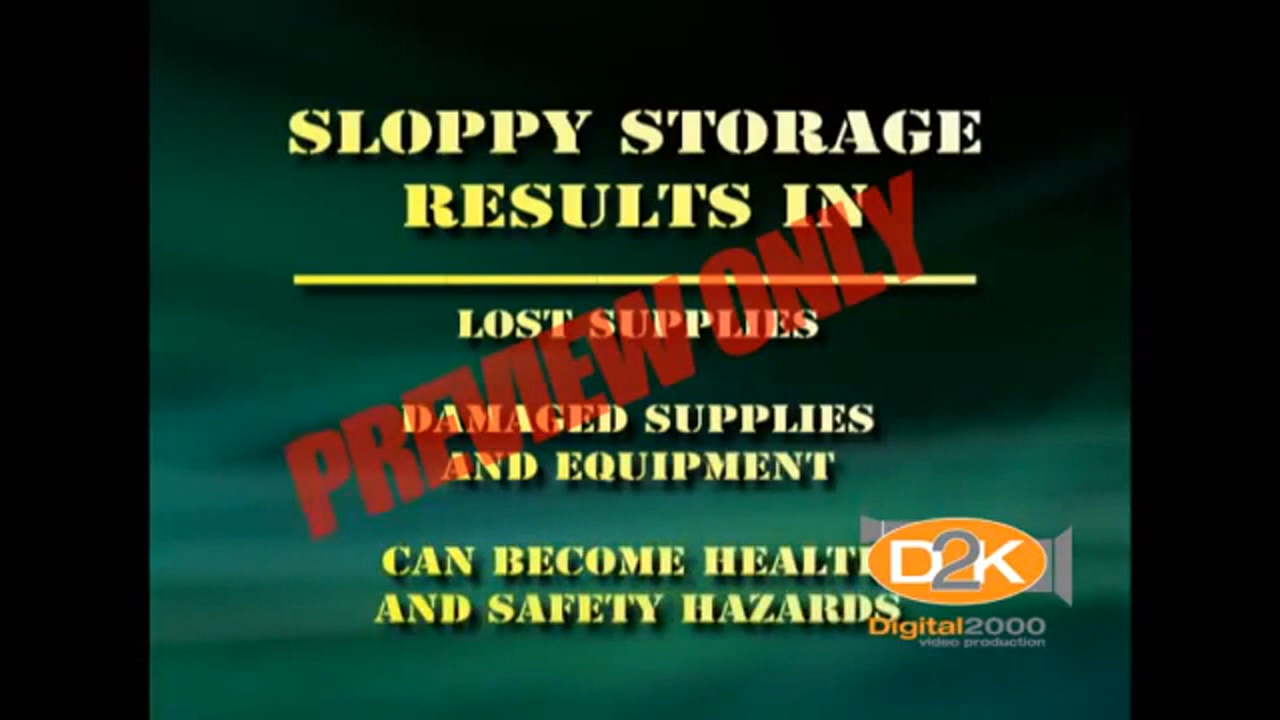 SLOPPY STORAGE
RESULTS IN
LOST SUPPLIES
DAMAGED SUPPLIES
AND EQUIPMENT
CAN BECOME HEALTH
AND SAFETY HAZARDS
PREVIEW ONLY
D2K
Digital2000
video production